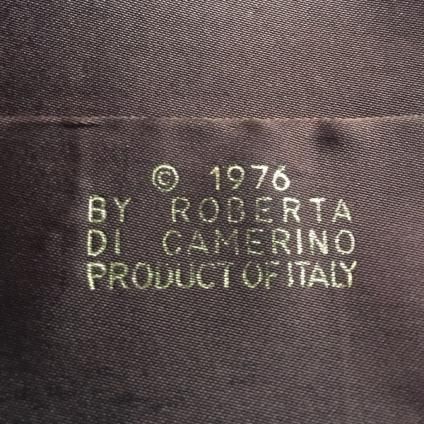 © 1976
BY ROBERTA
DI CAMERINO
PRODUCT OF ITALY